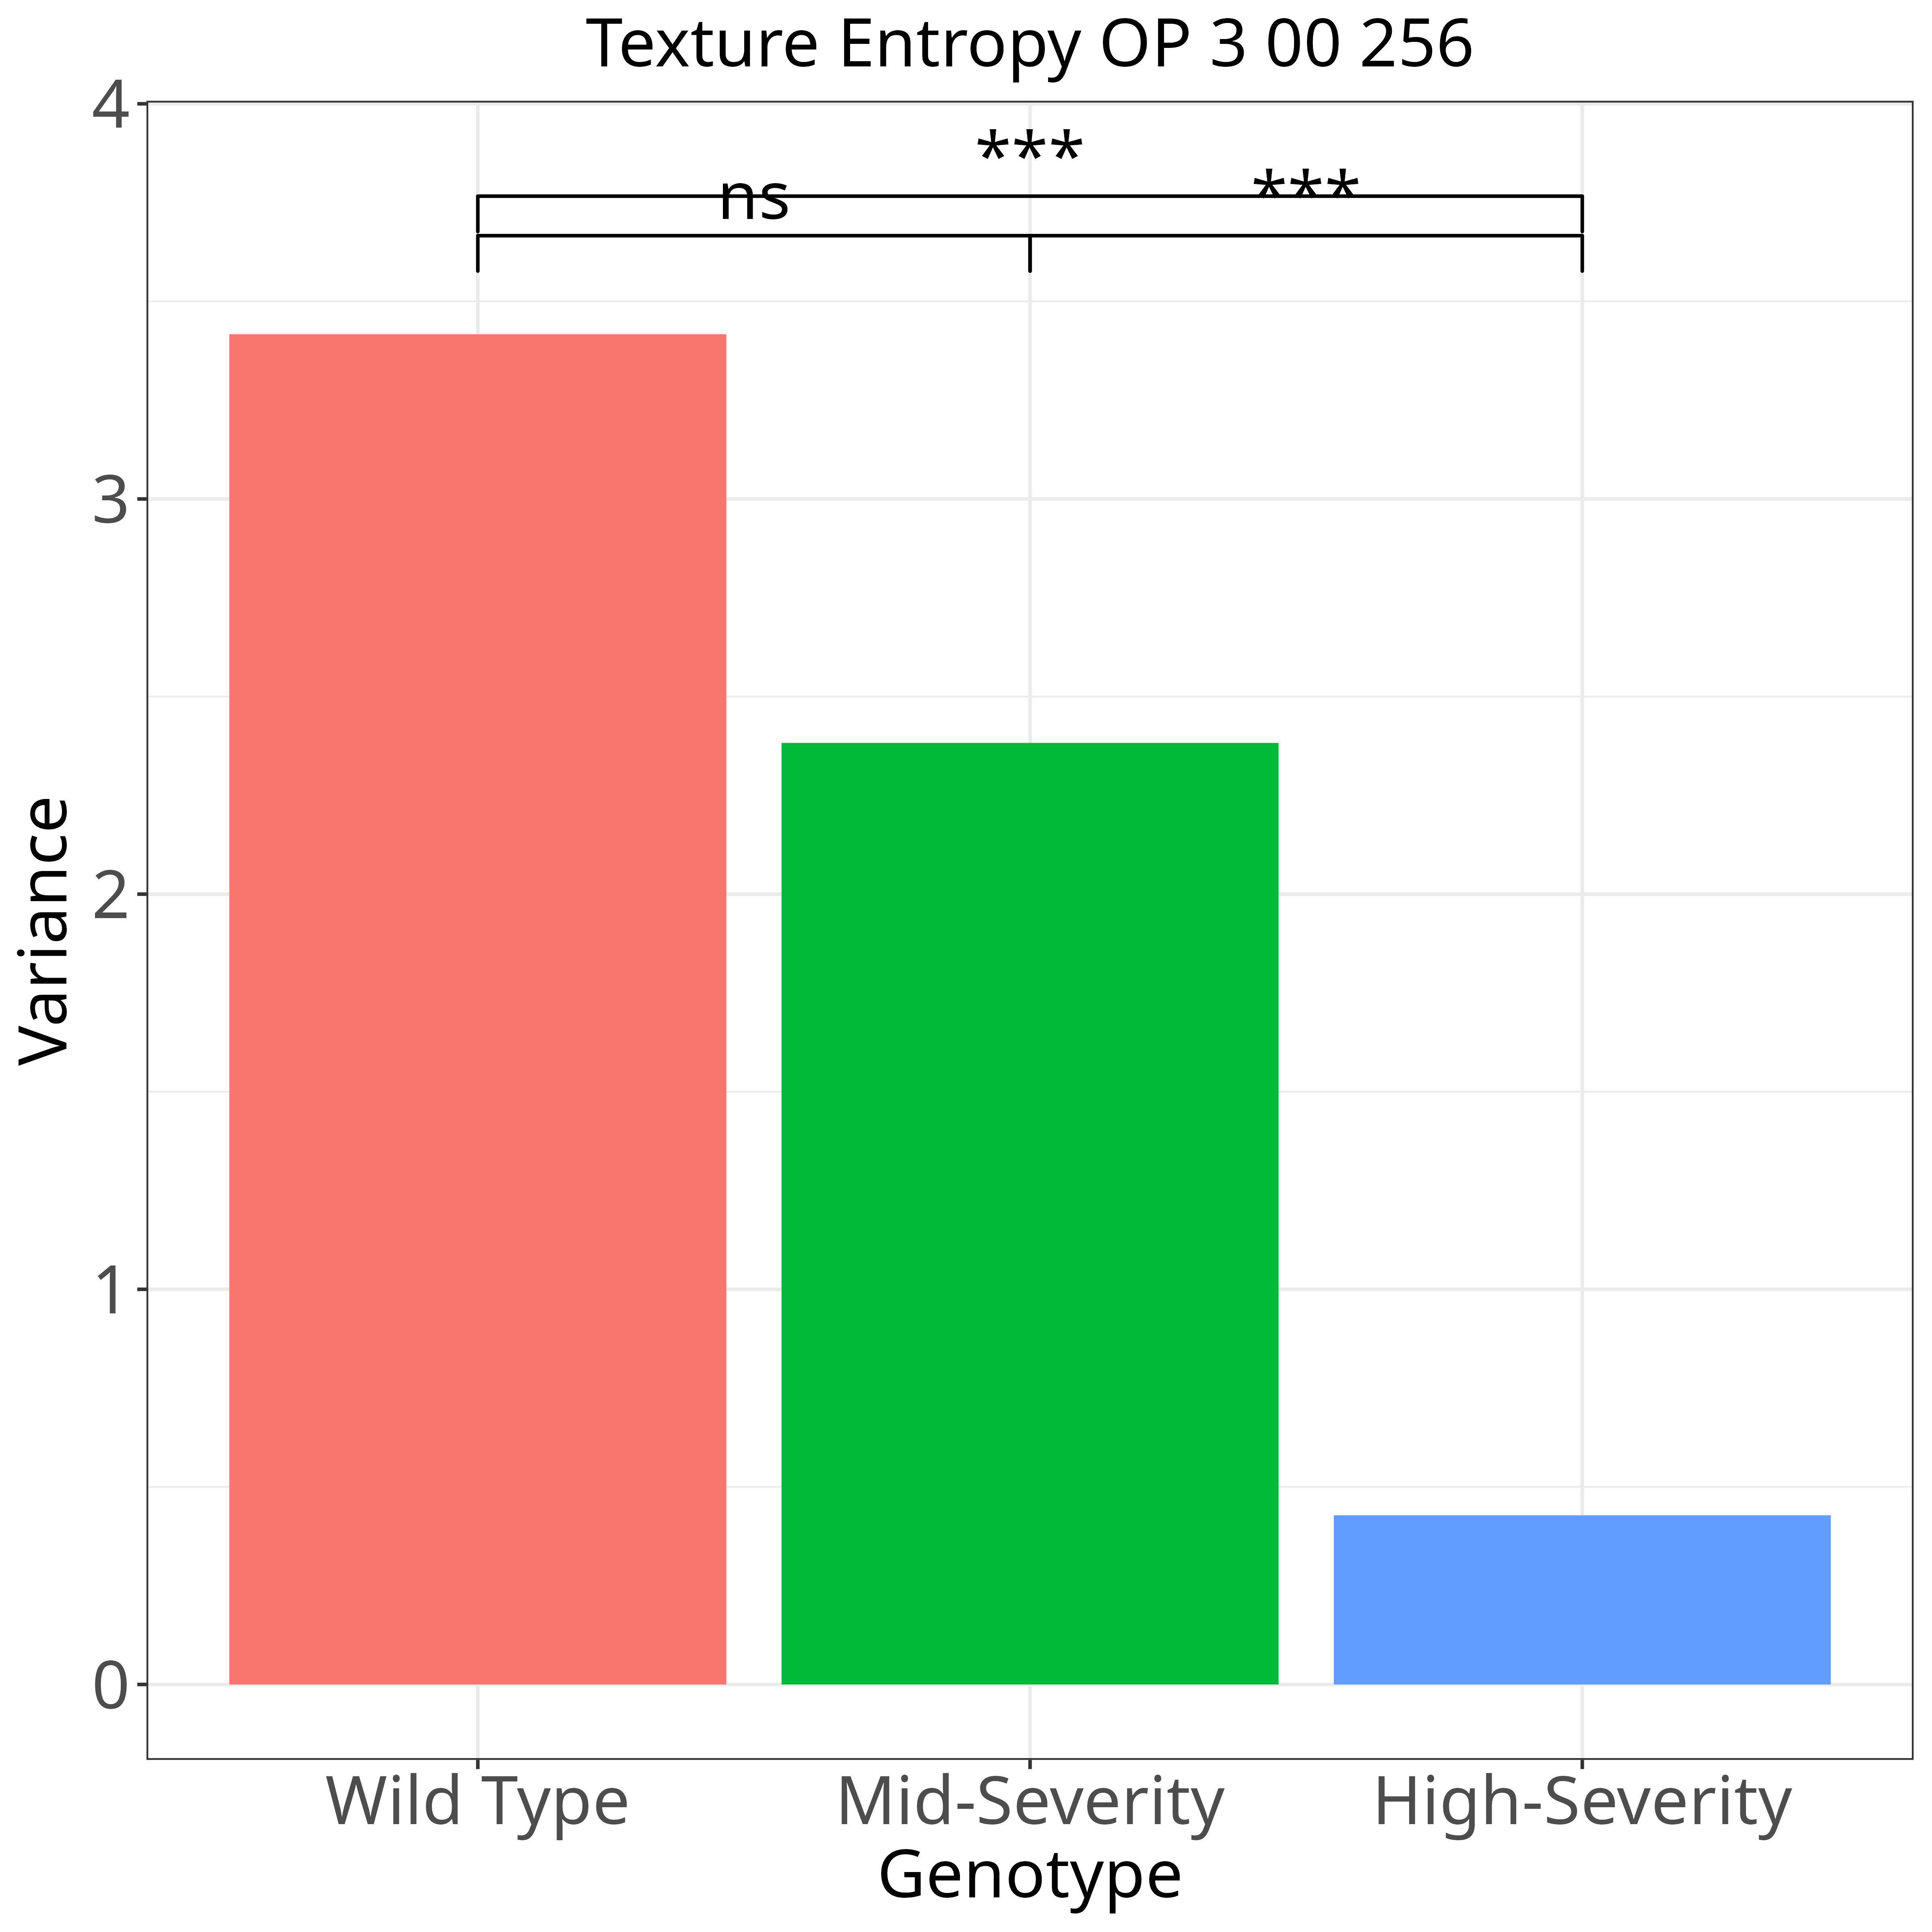 Texture Entropy OP 3 00 256
4
***
***
ns
3
2
1
0
Variance
Wild Type Mid-Severity High-Severity
Genotype